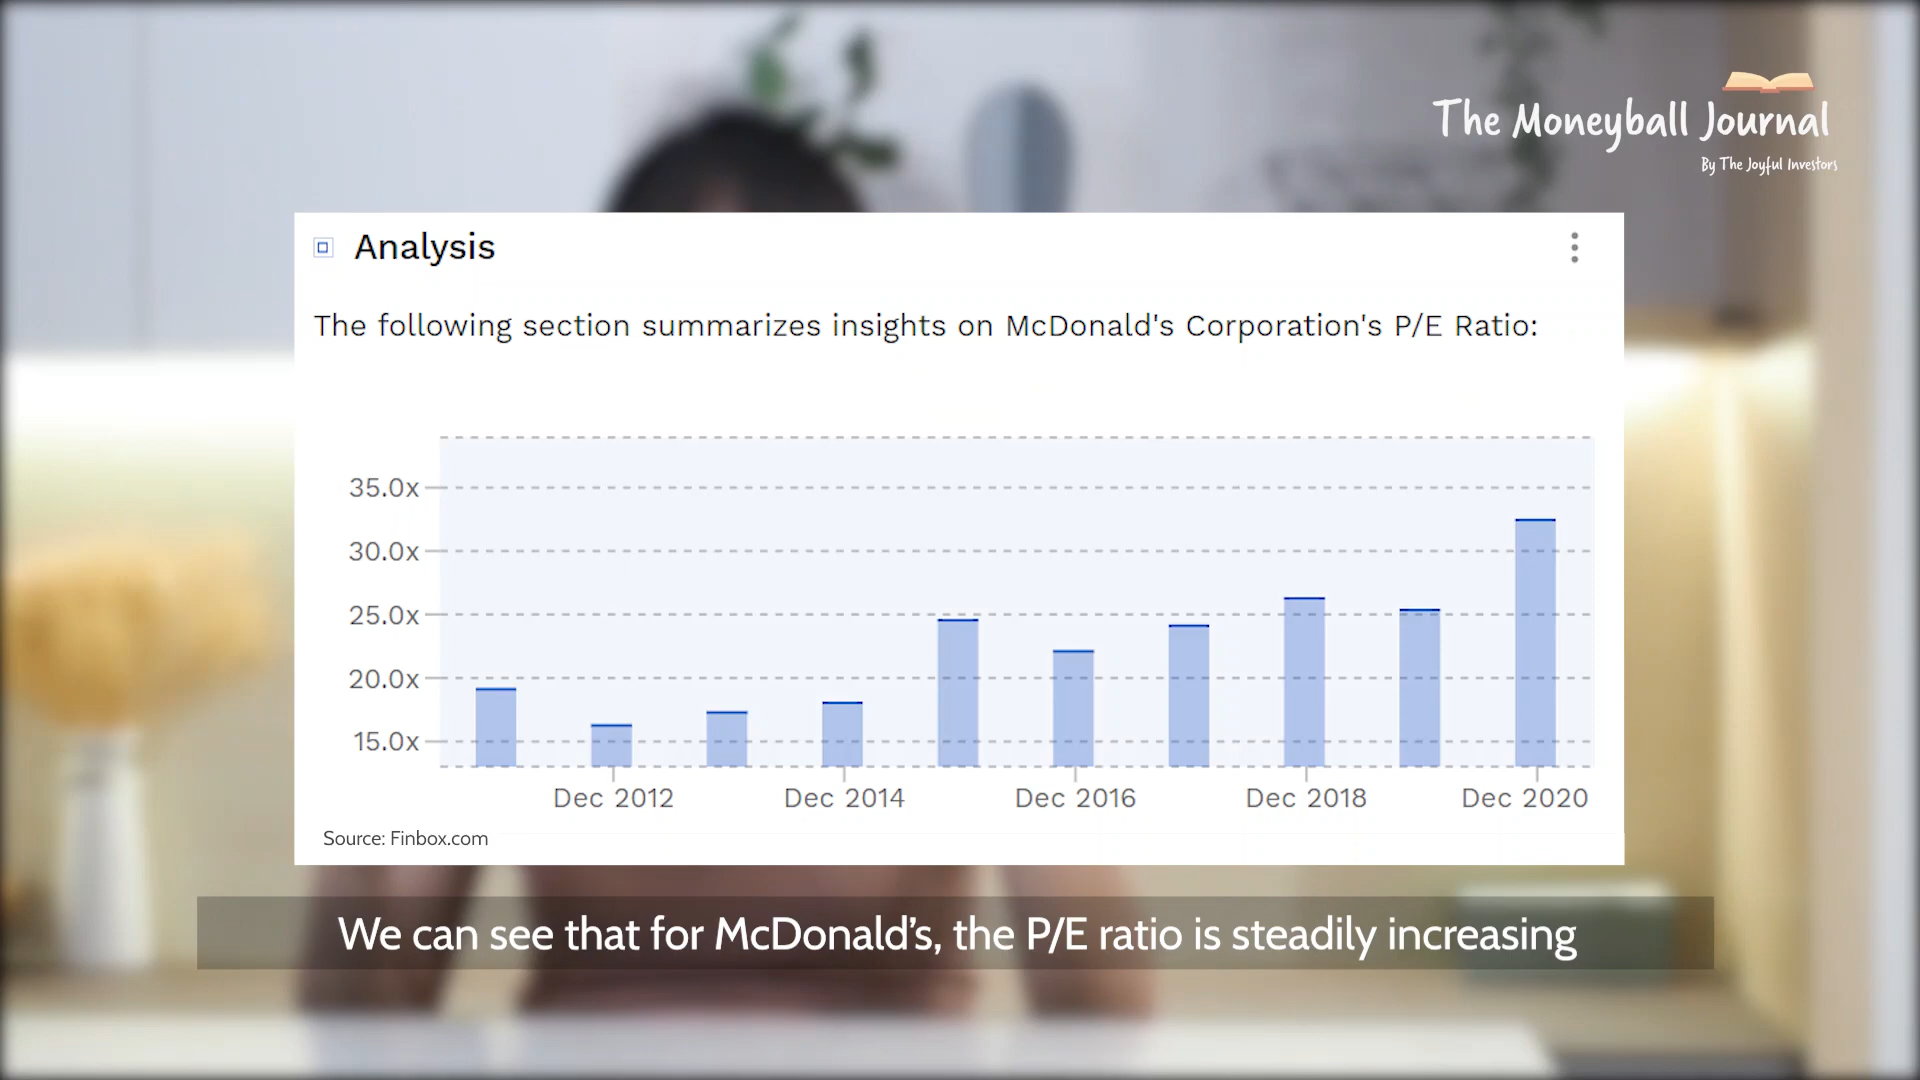 The Moneyball Journal
By The Joyful Investors
Analysis
The following section summarizes insights on McDonald's Corporation's P/E Ratio:
35.0x
30.0x
25.0x
20.0x
15.0x
Dec 2012 Dec 2014 Dec 2016 Dec 2018 Dec 2020
Source: Finbox.com
We can see that for McDonald’s, the P/E ratio is steadily increasing